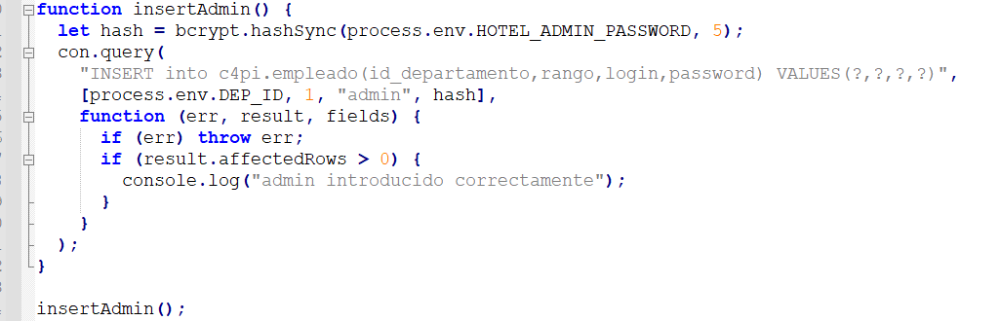 function insertAdmin() {
let hash = bcrypt.hashSync(process.env.HOTEL_ADMIN_PASSWORD, 5);
con.query(
"INSERT into c4pi.empleado(id_departamento,rango,login,password) VALUES(?,?,?,?)",
[process.env.DEP_ID, 1, "admin", hash],
function (err, result, fields) {
if (err) throw err;
if (result.affectedRows > 0) {
console.log("admin introducido correctamente");
}
}
);
}
insertAdmin();